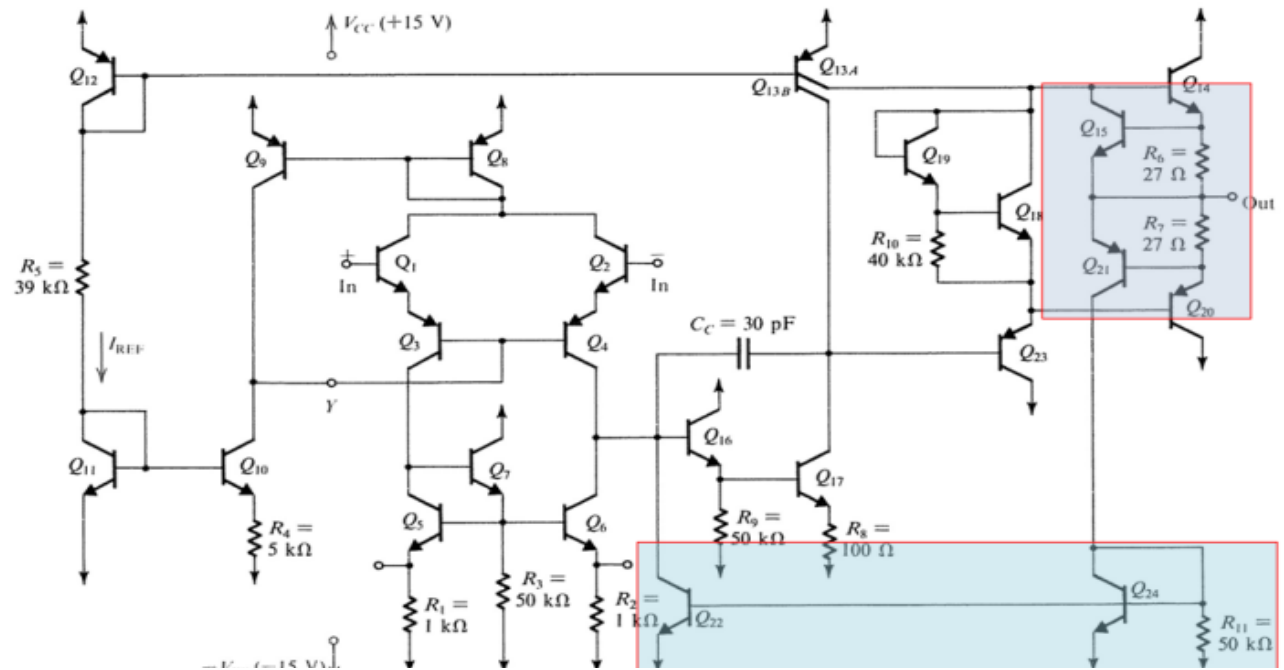 V_CC (+15 V)
Q12
Q13A
Q13B
Q14
Q9
Q8
Q19
Q15
R6 =
27 Ω
Q18
Out
R10 =
40 kΩ
R7 =
27 Ω
Q21
Q20
R5 =
39 kΩ
+
In
Q1
Q2
−
In
Q3
Q4
C_C = 30 pF
Q23
I_REF
Y
Q11
Q10
Q7
Q16
Q17
Q5
Q6
R4 =
5 kΩ
R9 =
50 kΩ
R8 =
100 Ω
R1 =
1 kΩ
R3 =
50 kΩ
R2 =
1 kΩ
Q22
Q24
R11 =
50 kΩ
(−15 V)